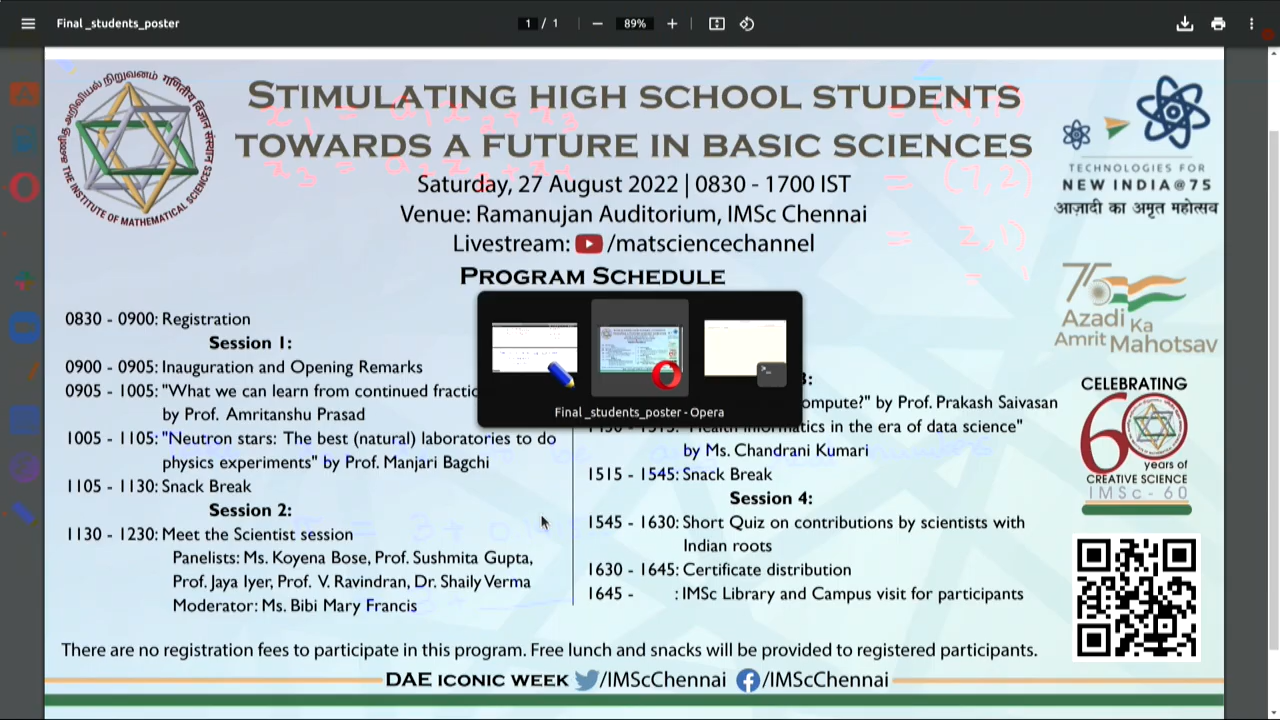 Final _students_poster
1 / 1
89%
கணித அறிவியல் நிறுவனம் गणितीय विज्ञान संस्थान
THE INSTITUTE OF MATHEMATICAL SCIENCES
STIMULATING HIGH SCHOOL STUDENTS
TOWARDS A FUTURE IN BASIC SCIENCES
Saturday, 27 August 2022 | 0830 - 1700 IST
Venue: Ramanujan Auditorium, IMSc Chennai
Livestream: /matsciencechannel
PROGRAM SCHEDULE
TECHNOLOGIES FOR
NEW INDIA@75
आज़ादी का अमृत महोत्सव
75
Azadi Ka
Amrit Mahotsav
CELEBRATING
60
years of
CREATIVE SCIENCE
IMSc-60
0830 - 0900: Registration
Session 1:
0900 - 0905: Inauguration and Opening Remarks
0905 - 1005: "What we can learn from continued
by Prof. Amritanshu Prasad
1005 - 1105: "Neutron stars: The best (natural) laboratories to do
physics experiments" by Prof. Manjari Bagchi
1105 - 1130: Snack Break
Session 2:
1130 - 1230: Meet the Scientist session
Panelists: Ms. Koyena Bose, Prof. Sushmita Gupta,
Prof. Jaya Iyer, Prof. V. Ravindran, Dr. Shaily Verma
Moderator: Ms. Bibi Mary Francis
Final _students_poster - Opera
3:
by Prof. Prakash Saivasan
in the era of data science"
by Ms. Chandrani Kumari
1515 - 1545: Snack Break
Session 4:
1545 - 1630: Short Quiz on contributions by scientists with
Indian roots
1630 - 1645: Certificate distribution
1645 - : IMSc Library and Campus visit for participants
There are no registration fees to participate in this program. Free lunch and snacks will be provided to registered participants.
DAE ICONIC WEEK /IMScChennai /IMScChennai